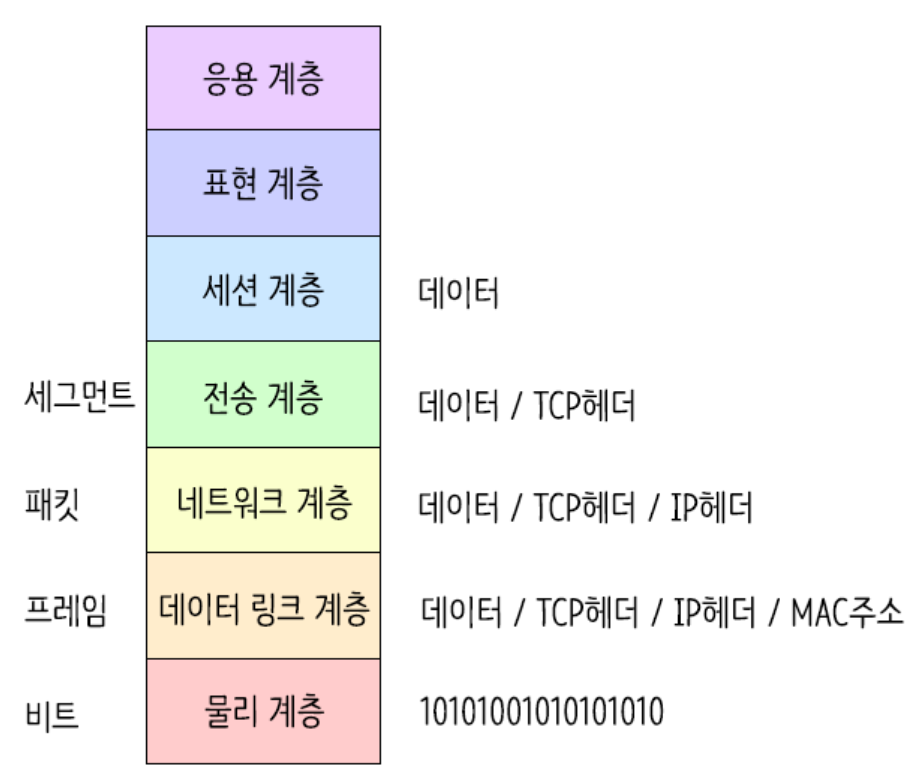 응용 계층
표현 계층
세션 계층 데이터
세그먼트 전송 계층 데이터 / TCP헤더
패킷 네트워크 계층 데이터 / TCP헤더 / IP헤더
프레임 데이터 링크 계층 데이터 / TCP헤더 / IP헤더 / MAC주소
비트 물리 계층 10101001010101010